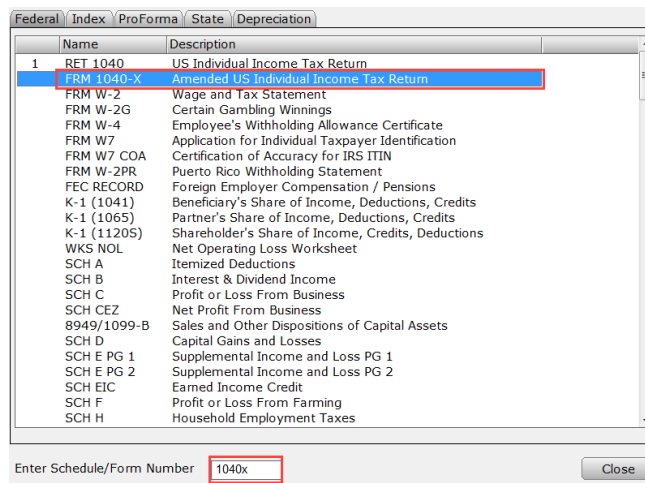 Federal Index ProForma State Depreciation
Name Description
1 RET 1040 US Individual Income Tax Return
FRM 1040-X Amended US Individual Income Tax Return
FRM W-2 Wage and Tax Statement
FRM W-2G Certain Gambling Winnings
FRM W-4 Employee's Withholding Allowance Certificate
FRM W7 Application for Individual Taxpayer Identification
FRM W7 COA Certification of Accuracy for IRS ITIN
FRM W-2PR Puerto Rico Withholding Statement
FEC RECORD Foreign Employer Compensation / Pensions
K-1 (1041) Beneficiary's Share of Income, Deductions, Credits
K-1 (1065) Partner's Share of Income, Deductions, Credits
K-1 (1120S) Shareholder's Share of Income, Credits, Deductions
WKS NOL Net Operating Loss Worksheet
SCH A Itemized Deductions
SCH B Interest & Dividend Income
SCH C Profit or Loss From Business
SCH CEZ Net Profit From Business
8949/1099-B Sales and Other Dispositions of Capital Assets
SCH D Capital Gains and Losses
SCH E PG 1 Supplemental Income and Loss PG 1
SCH E PG 2 Supplemental Income and Loss PG 2
SCH EIC Earned Income Credit
SCH F Profit or Loss From Farming
SCH H Household Employment Taxes
Enter Schedule/Form Number 1040x Close